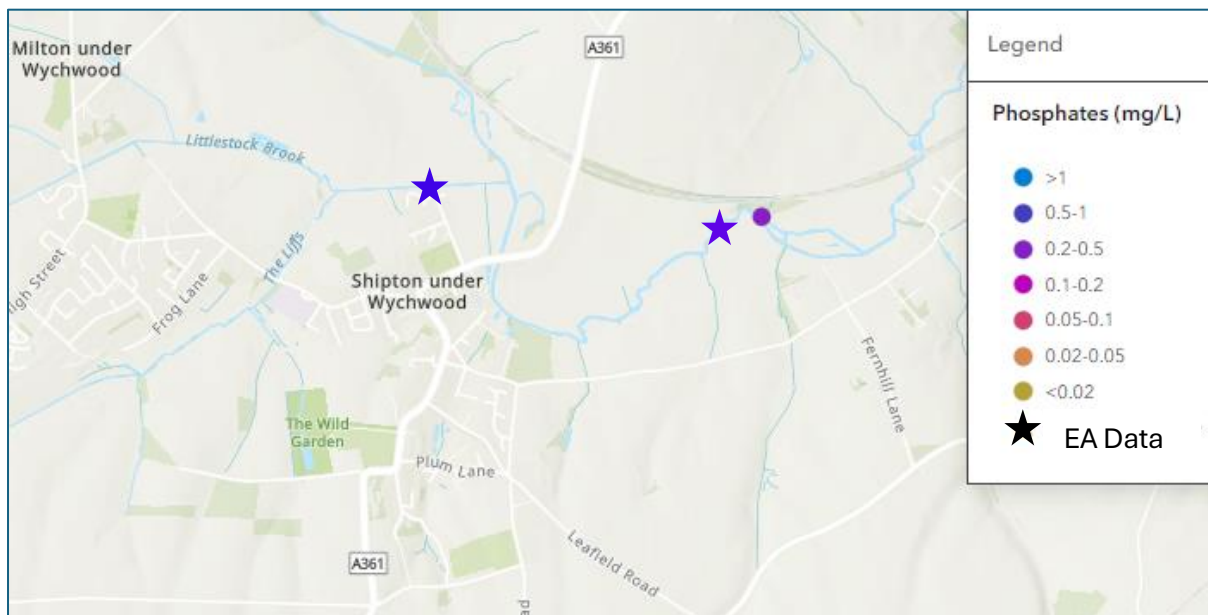 Milton under
Wychwood
A361
Littlestock Brook
The Liffs
Shipton under
Wychwood
High Street
Frog Lane
The Wild
Garden
Plum Lane
Leafield Road
Fernhill Lane
A361
Legend
Phosphates (mg/L)
>1
0.5-1
0.2-0.5
0.1-0.2
0.05-0.1
0.02-0.05
<0.02
EA Data